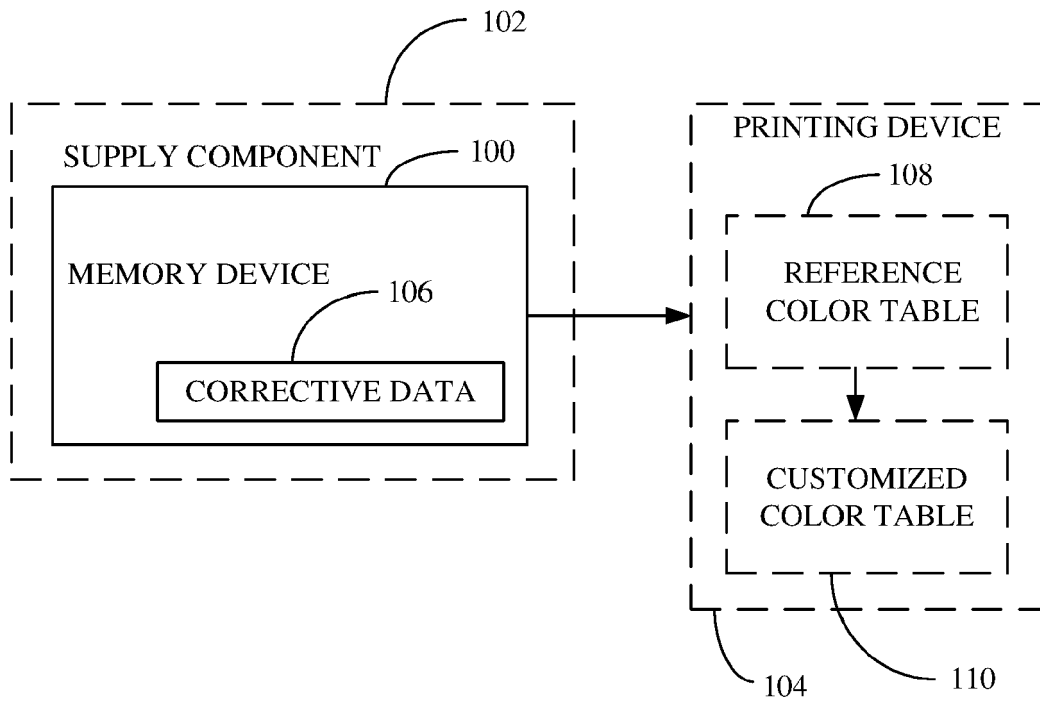 102
SUPPLY COMPONENT
100
MEMORY DEVICE
106
CORRECTIVE DATA
PRINTING DEVICE
108
REFERENCE
COLOR TABLE
CUSTOMIZED
COLOR TABLE
104
110